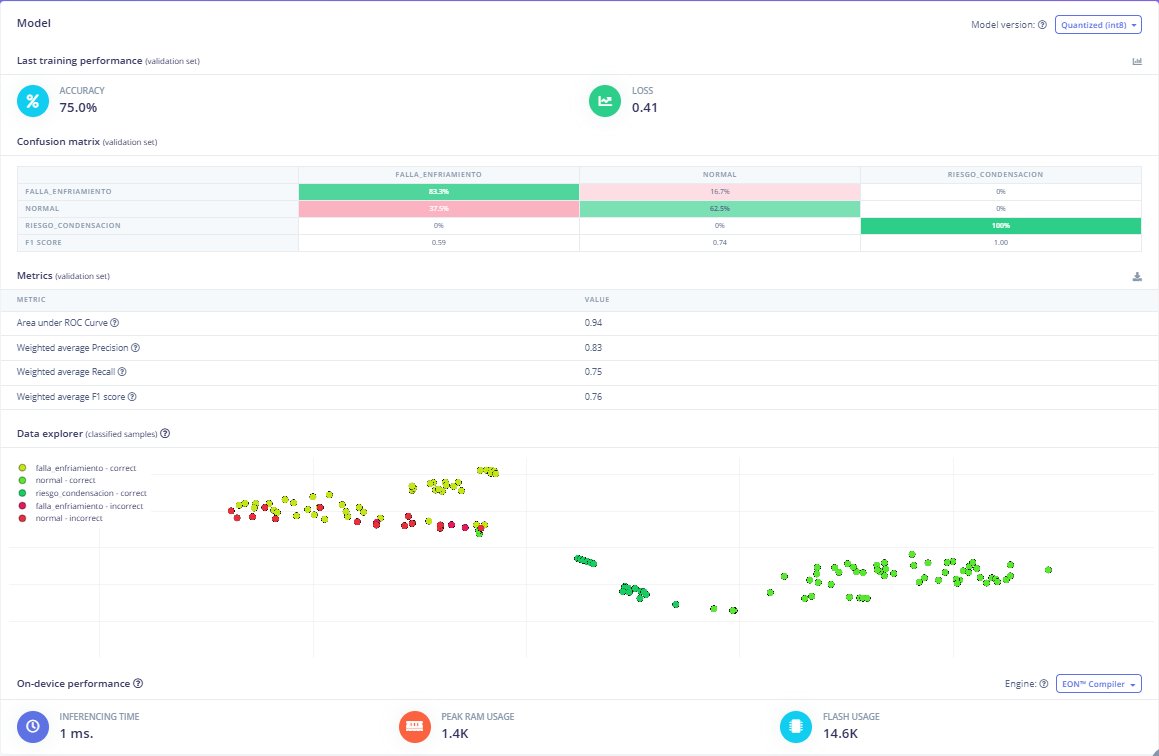 Model
Model version: Quantized (int8)
Last training performance (validation set)
ACCURACY
75.0%
LOSS
0.41
Confusion matrix (validation set)
FALLA_ENFRIAMIENTO NORMAL RIESGO_CONDENSACION
FALLA_ENFRIAMIENTO 83.3% 16.7% 0%
NORMAL 37.5% 62.5% 0%
RIESGO_CONDENSACION 0% 0% 100%
F1 SCORE 0.59 0.74 1.00
Metrics (validation set)
METRIC VALUE
Area under ROC Curve 0.94
Weighted average Precision 0.83
Weighted average Recall 0.75
Weighted average F1 score 0.76
Data explorer (classified samples)
falla_enfriamiento - correct
normal - correct
riesgo_condensacion - correct
falla_enfriamiento - incorrect
normal - incorrect
On-device performance
Engine: EON™ Compiler
INFERENCING TIME
1 ms.
PEAK RAM USAGE
1.4K
FLASH USAGE
14.6K